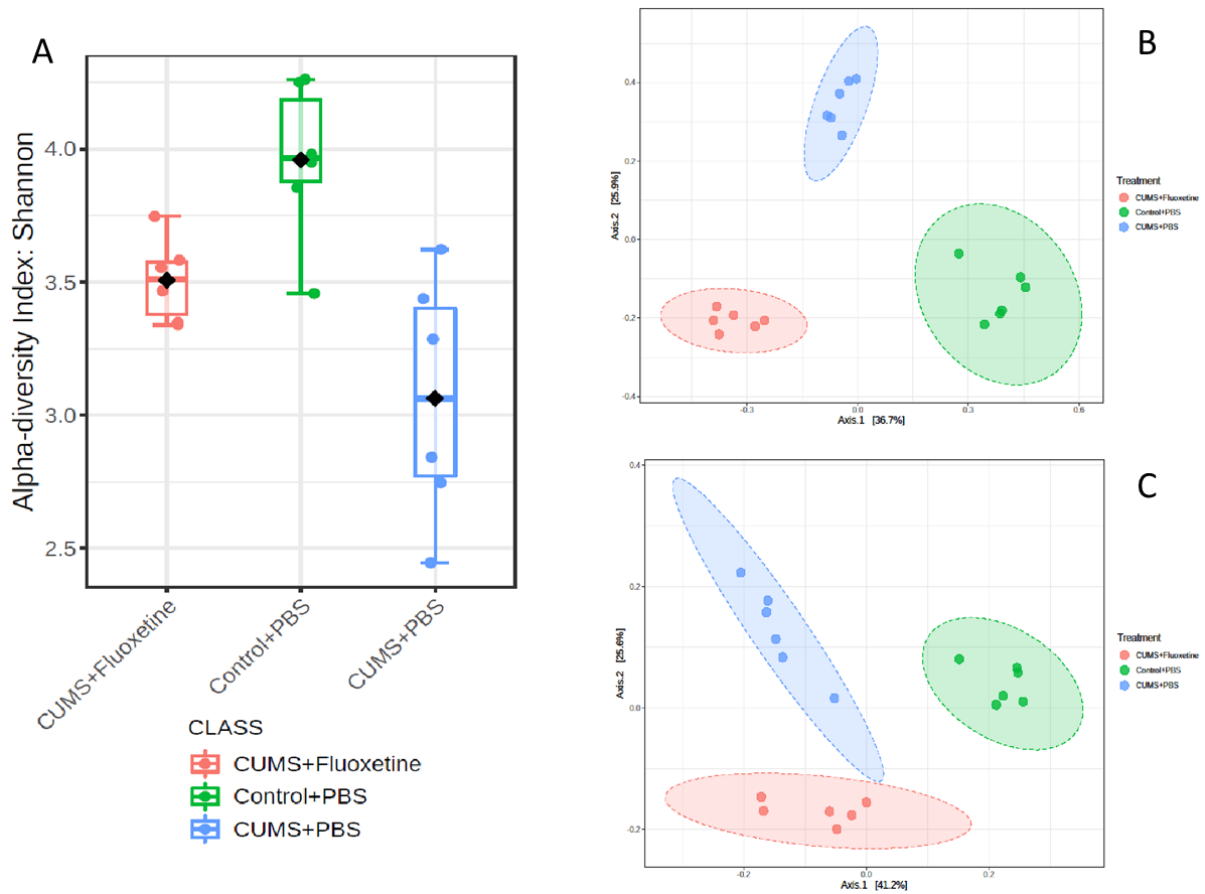 A
Alpha-diversity Index: Shannon
4.0
3.5
3.0
2.5
CUMS+Fluoxetine
Control+PBS
CUMS+PBS
CLASS
CUMS+Fluoxetine
Control+PBS
CUMS+PBS
B
Axis.2 [25.9%]
0.4
0.2
0.0
-0.2
-0.4
-0.3
0.0
0.3
0.6
Axis.1 [36.7%]
Treatment
CUMS+Fluoxetine
Control+PBS
CUMS+PBS
C
Axis.2 [25.6%]
0.4
0.2
0.0
-0.2
-0.2
0.0
0.2
Axis.1 [41.2%]
Treatment
CUMS+Fluoxetine
Control+PBS
CUMS+PBS